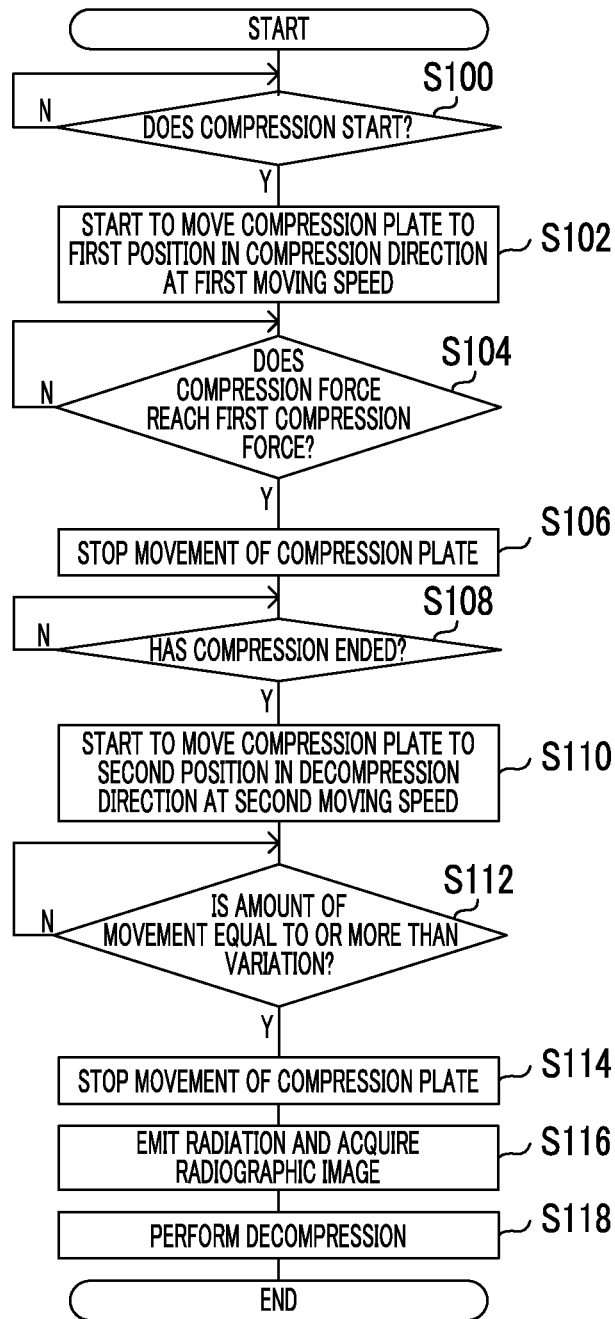 START
S100
N
DOES COMPRESSION START?
Y
START TO MOVE COMPRESSION PLATE TO
FIRST POSITION IN COMPRESSION DIRECTION
AT FIRST MOVING SPEED
S102
S104
DOES
COMPRESSION FORCE
REACH FIRST COMPRESSION
FORCE?
N
Y
STOP MOVEMENT OF COMPRESSION PLATE
S106
S108
N
HAS COMPRESSION ENDED?
Y
START TO MOVE COMPRESSION PLATE TO
SECOND POSITION IN DECOMPRESSION
DIRECTION AT SECOND MOVING SPEED
S110
S112
IS AMOUNT OF
MOVEMENT EQUAL TO OR MORE THAN
VARIATION?
N
Y
STOP MOVEMENT OF COMPRESSION PLATE
S114
EMIT RADIATION AND ACQUIRE
RADIOGRAPHIC IMAGE
S116
PERFORM DECOMPRESSION
S118
END